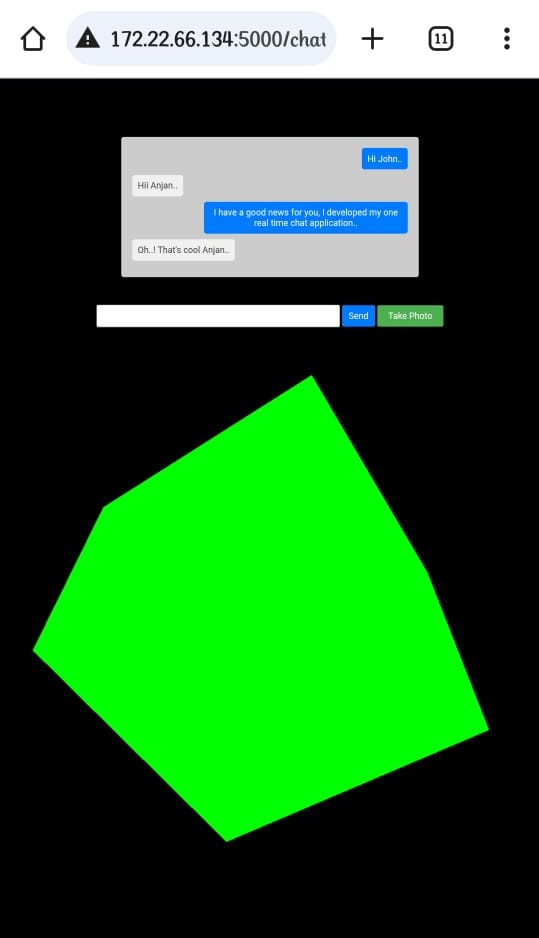 172.22.66.134:5000/chat
11
Hi John..
Hii Anjan..
I have a good news for you, I developed my one
real time chat application..
Oh..! That's cool Anjan..
Send
Take Photo